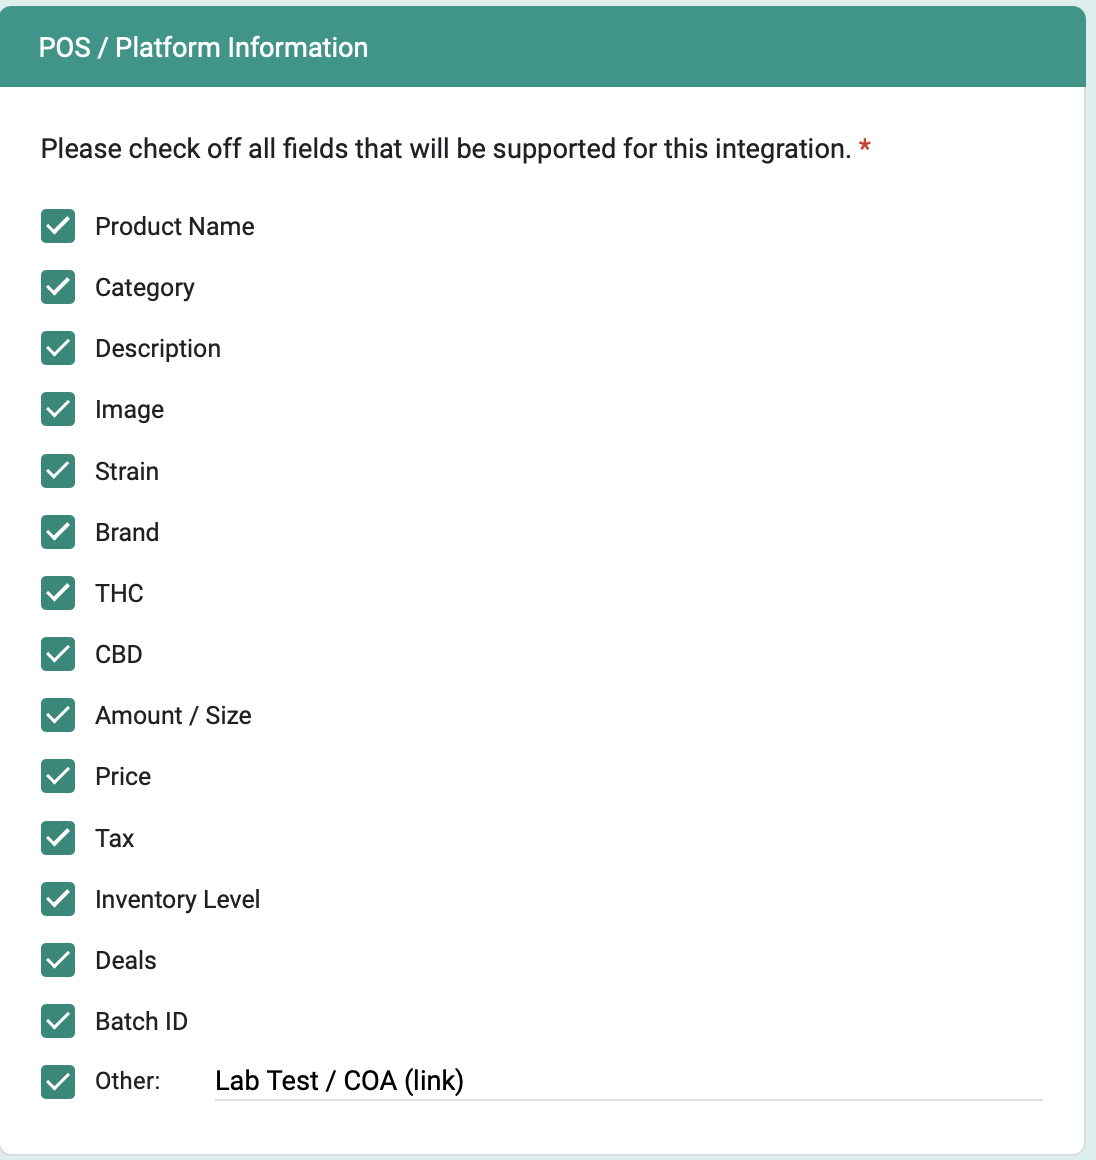 POS / Platform Information
Please check off all fields that will be supported for this integration. *
Product Name
Category
Description
Image
Strain
Brand
THC
CBD
Amount / Size
Price
Tax
Inventory Level
Deals
Batch ID
Other: Lab Test / COA (link)